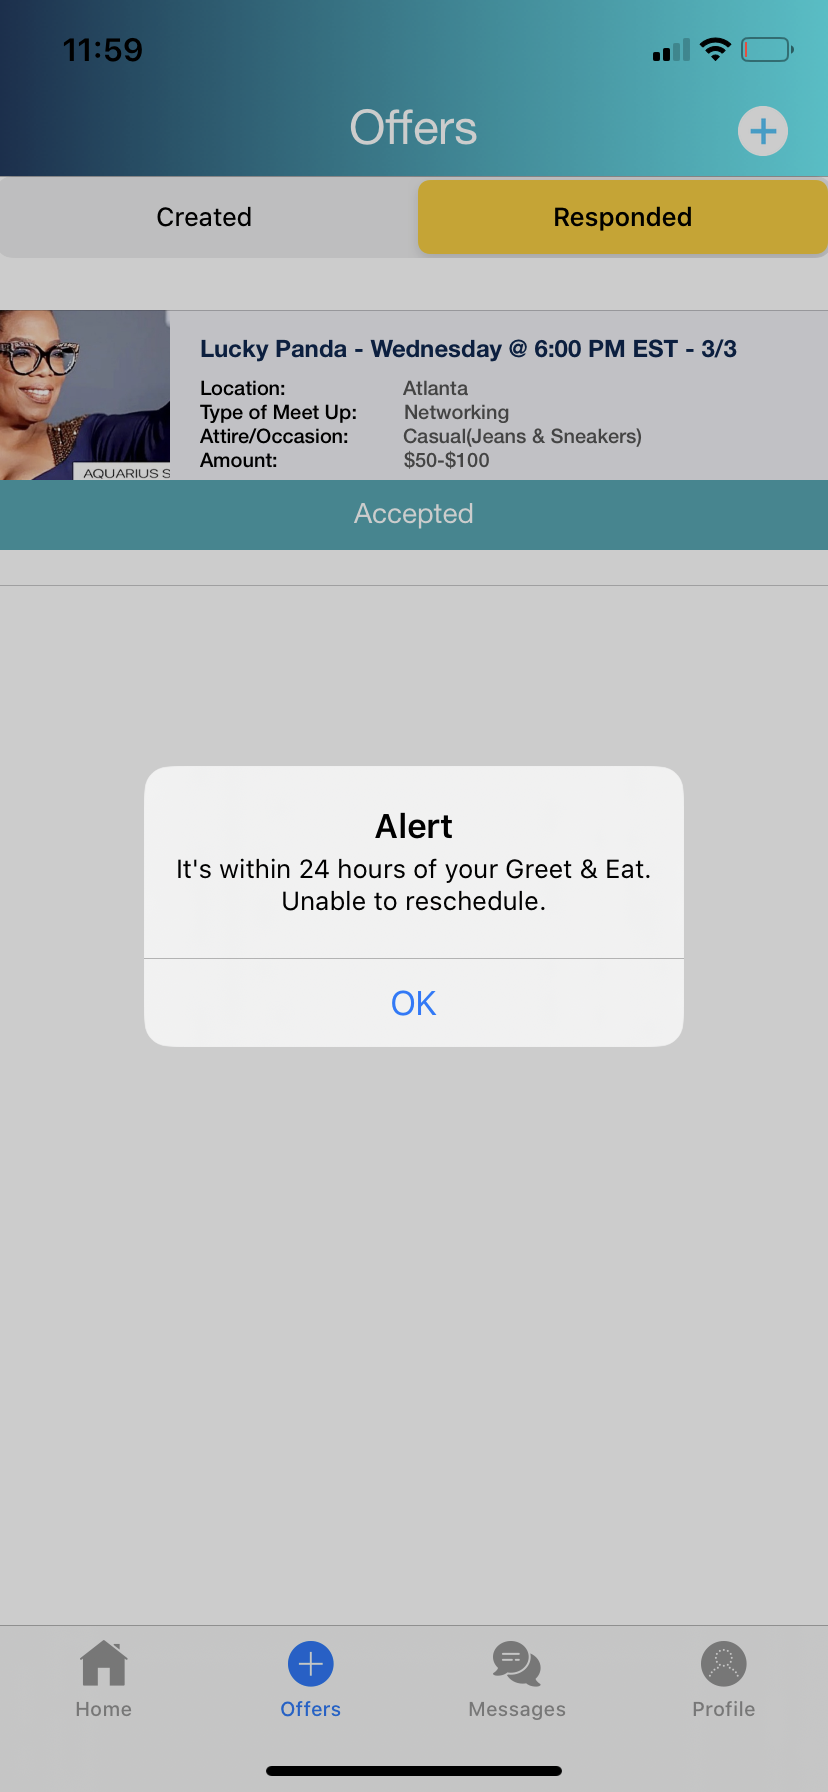 11:59
Offers
Created
Responded
Lucky Panda - Wednesday @ 6:00 PM EST - 3/3
Location: Atlanta
Type of Meet Up: Networking
Attire/Occasion: Casual(Jeans & Sneakers)
Amount: $50-$100
AQUARIUS S
Accepted
Alert
It's within 24 hours of your Greet & Eat.
Unable to reschedule.
OK
Home
Offers
Messages
Profile